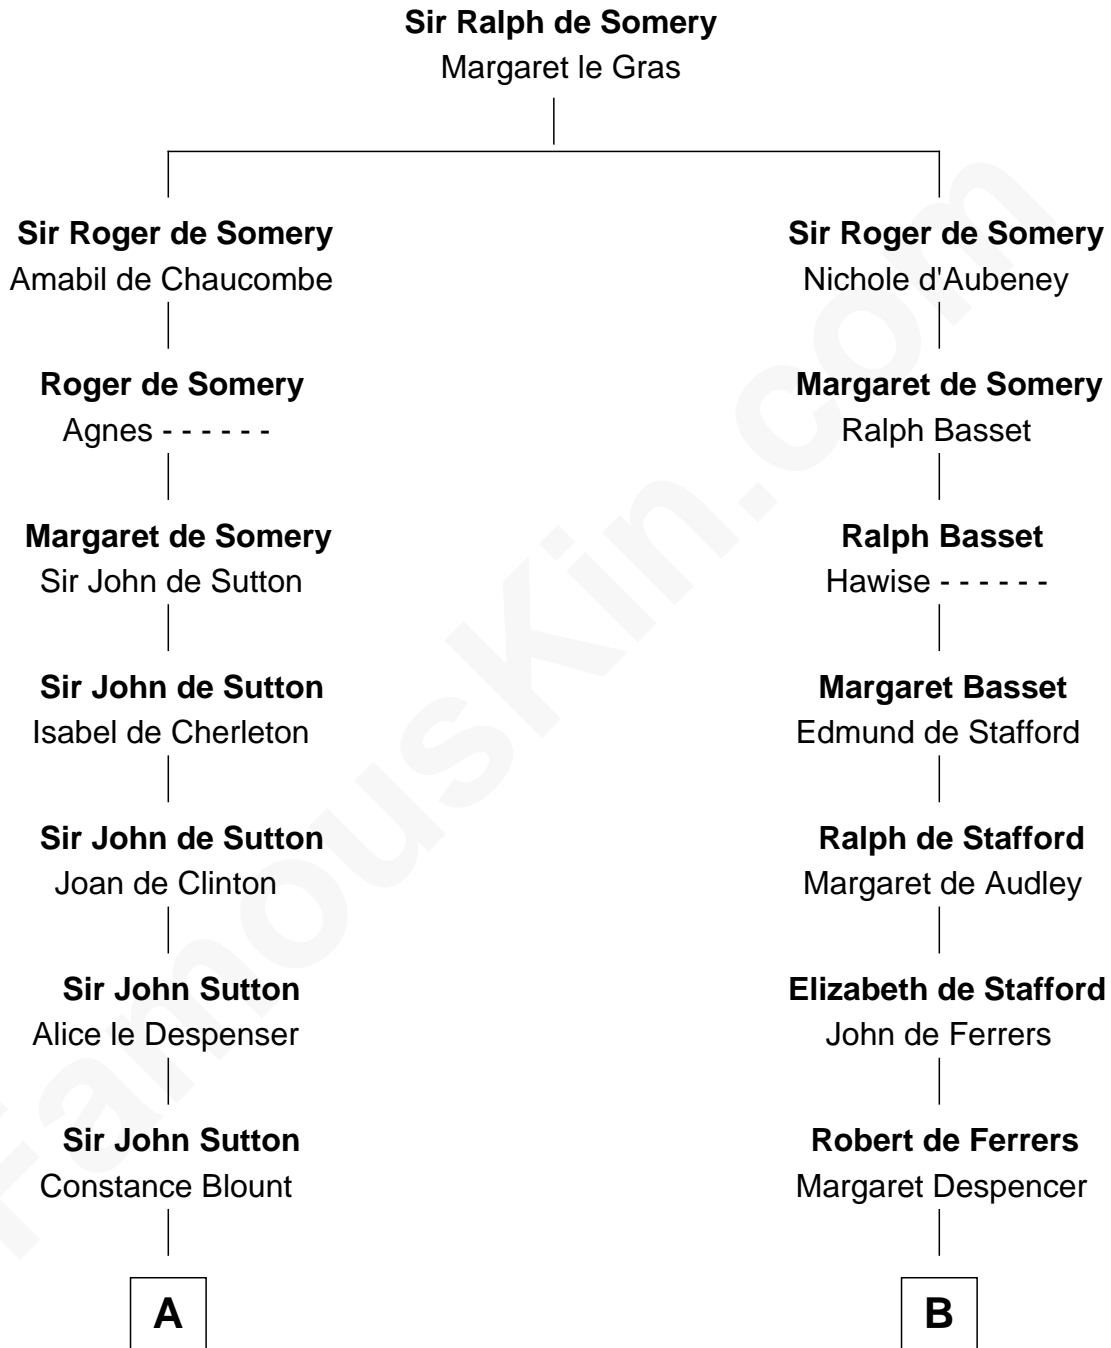 Sir Ralph de Somery
Margaret le Gras
Sir Roger de Somery
Amabil de Chaucombe
Sir Roger de Somery
Nichole d'Aubeney
Roger de Somery
Agnes - - - - - -
Margaret de Somery
Ralph Basset
Margaret de Somery
Sir John de Sutton
Ralph Basset
Hawise - - - - - -
Sir John de Sutton
Isabel de Cherleton
Margaret Basset
Edmund de Stafford
Sir John de Sutton
Joan de Clinton
Ralph de Stafford
Margaret de Audley
Sir John Sutton
Alice le Despenser
Elizabeth de Stafford
John de Ferrers
Sir John Sutton
Constance Blount
Robert de Ferrers
Margaret Despencer
A
B
FamousKin.com